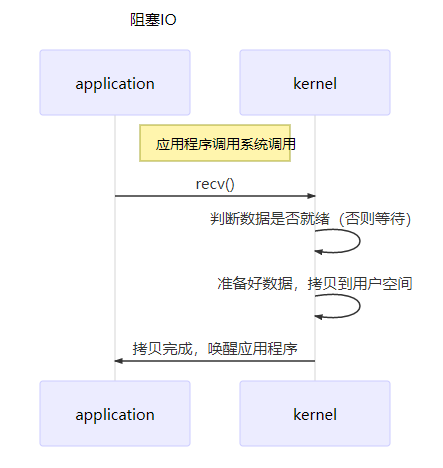 阻塞IO
application
kernel
应用程序调用系统调用
recv()
判断数据是否就绪（否则等待）
准备好数据，拷贝到用户空间
拷贝完成，唤醒应用程序
application
kernel